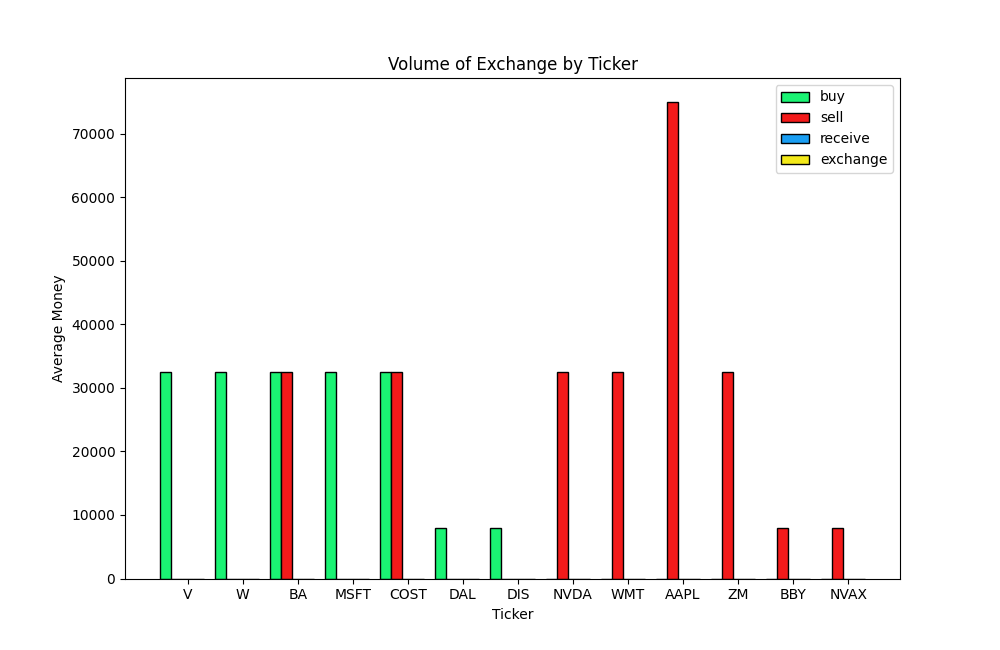 Volume of Exchange by Ticker
buy
sell
receive
exchange
70000
60000
50000
40000
30000
20000
10000
0
Average Money
V W BA MSFT COST DAL DIS NVDA WMT AAPL ZM BBY NVAX
Ticker